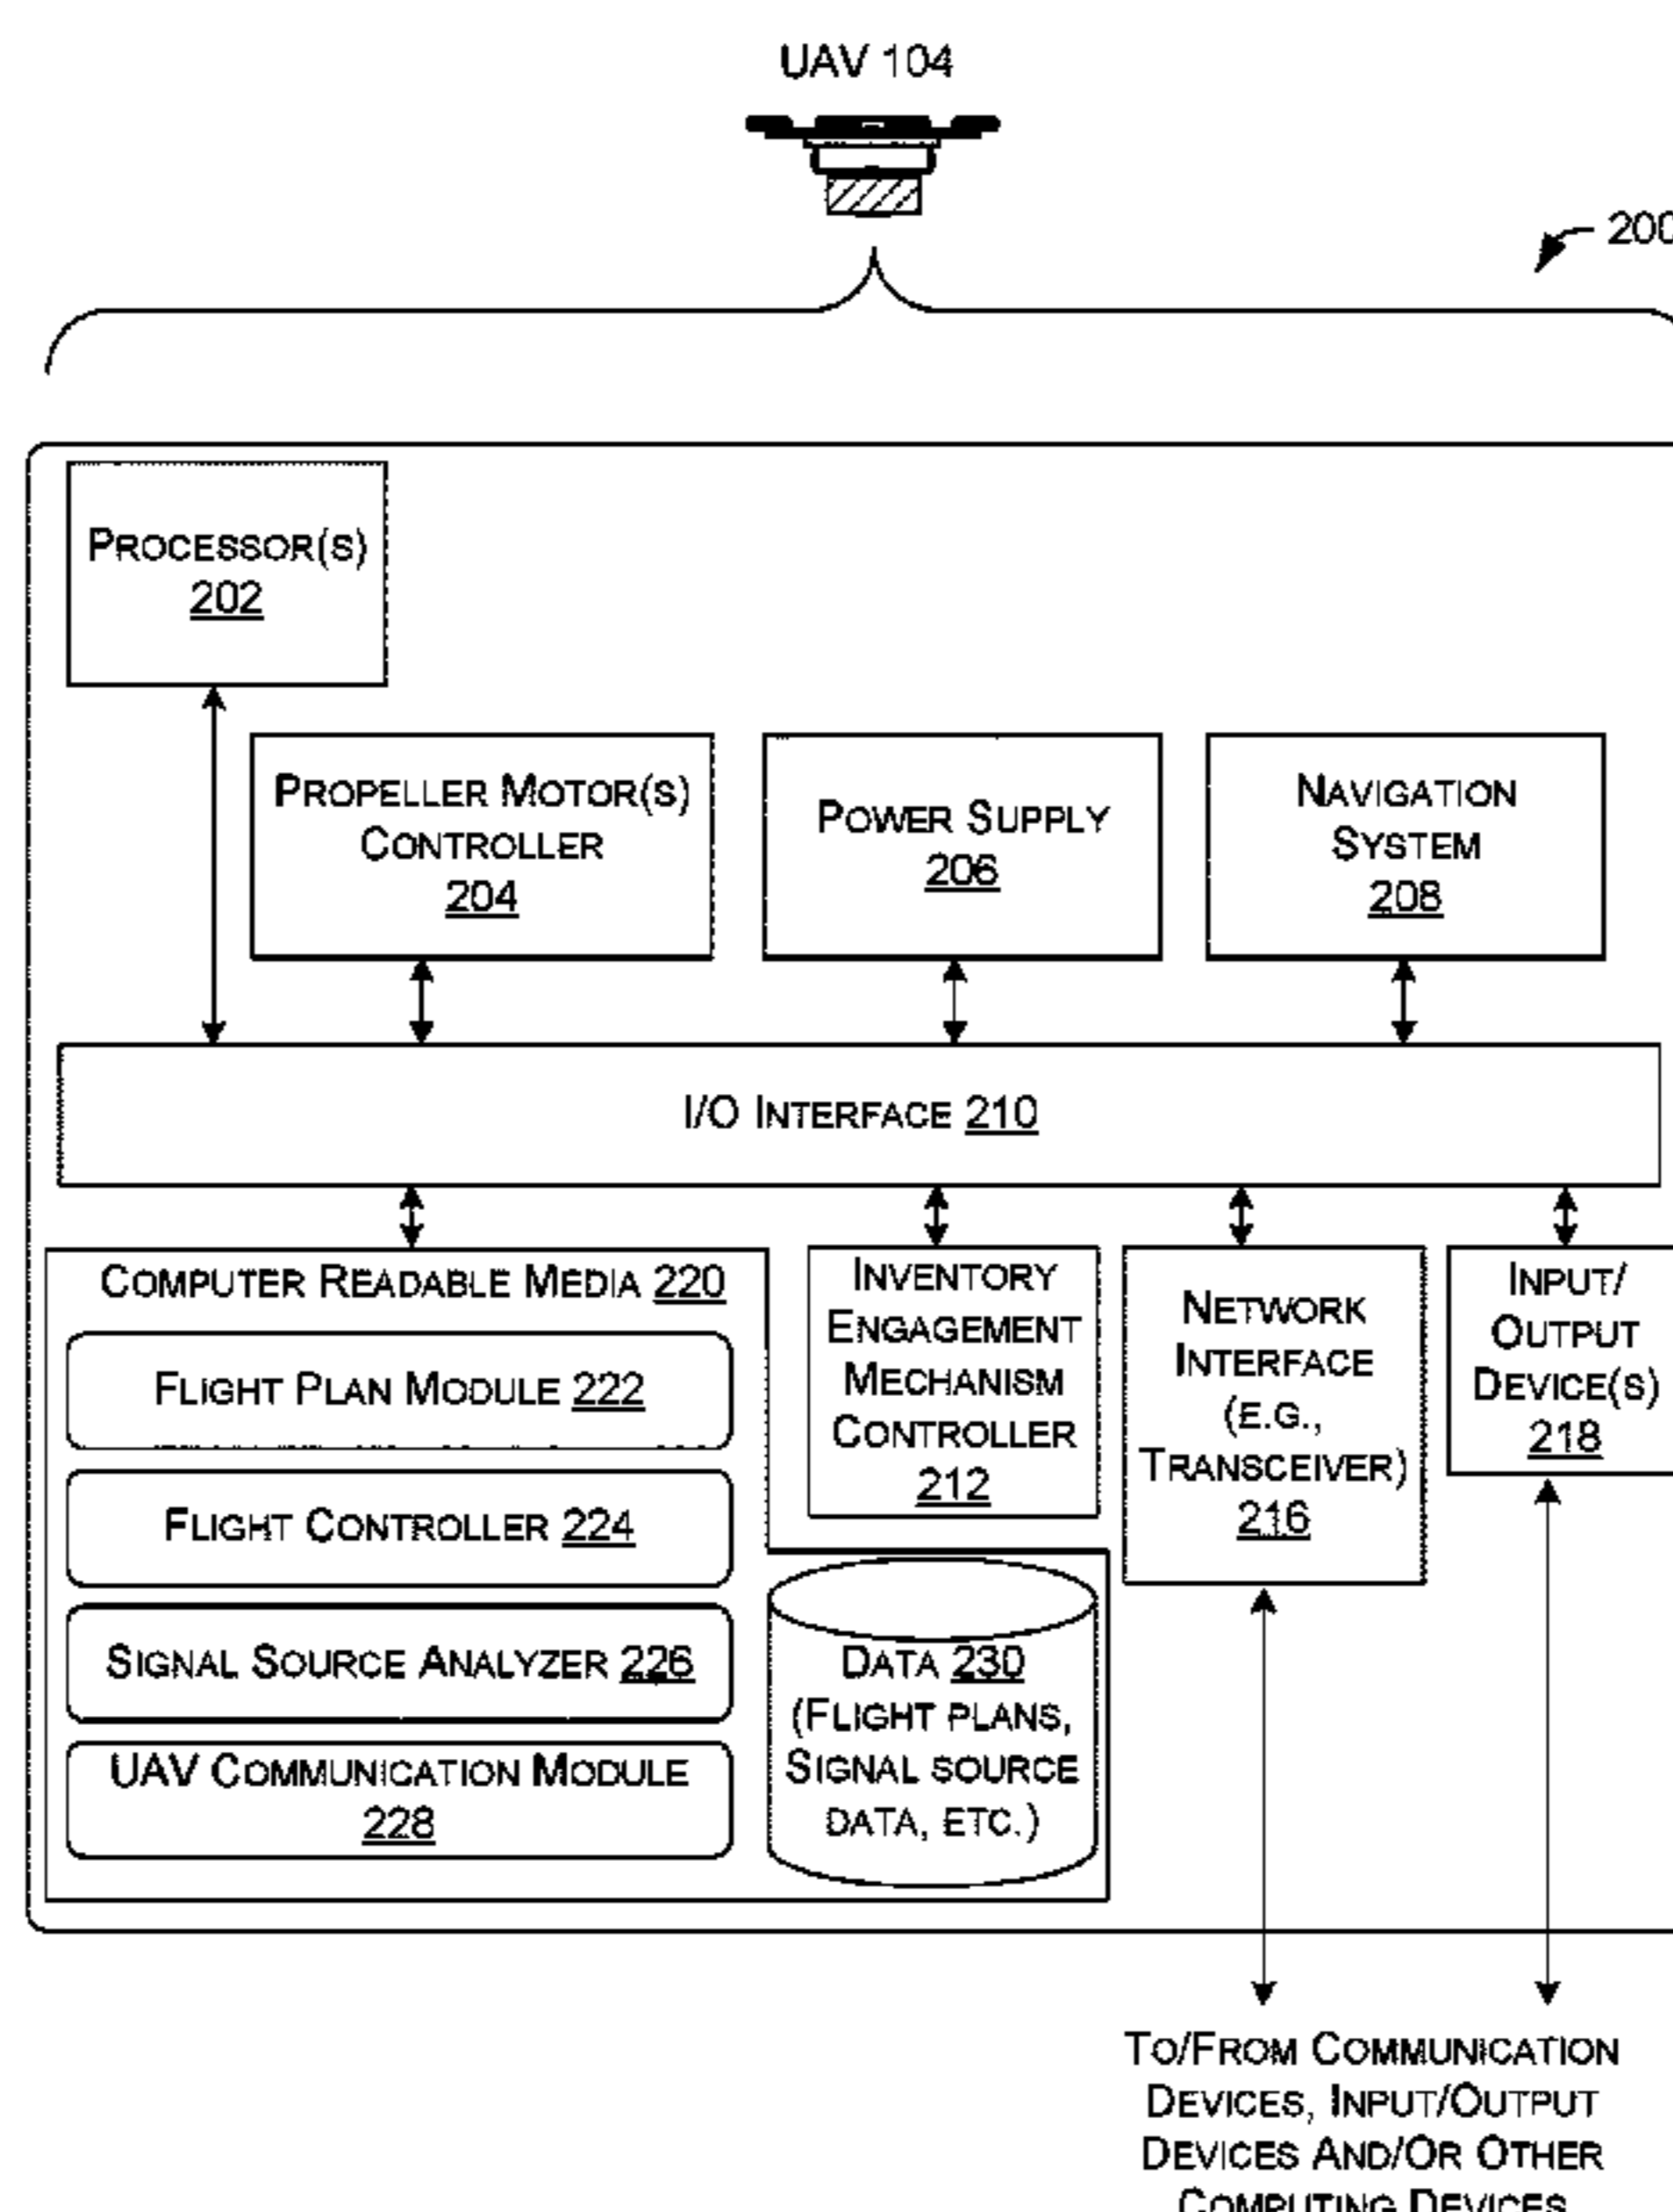 UAV 104
200
PROCESSOR(S)
202
PROPELLER MOTOR(S)
CONTROLLER
204
POWER SUPPLY
206
NAVIGATION
SYSTEM
208
I/O INTERFACE 210
COMPUTER READABLE MEDIA 220
FLIGHT PLAN MODULE 222
FLIGHT CONTROLLER 224
SIGNAL SOURCE ANALYZER 226
UAV COMMUNICATION MODULE
228
DATA 230
(FLIGHT PLANS,
SIGNAL SOURCE
DATA, ETC.)
INVENTORY
ENGAGEMENT
MECHANISM
CONTROLLER
212
NETWORK
INTERFACE
(E.G.,
TRANSCEIVER)
216
INPUT/
OUTPUT
DEVICE(S)
218
TO/FROM COMMUNICATION
DEVICES, INPUT/OUTPUT
DEVICES AND/OR OTHER
COMPUTING DEVICES